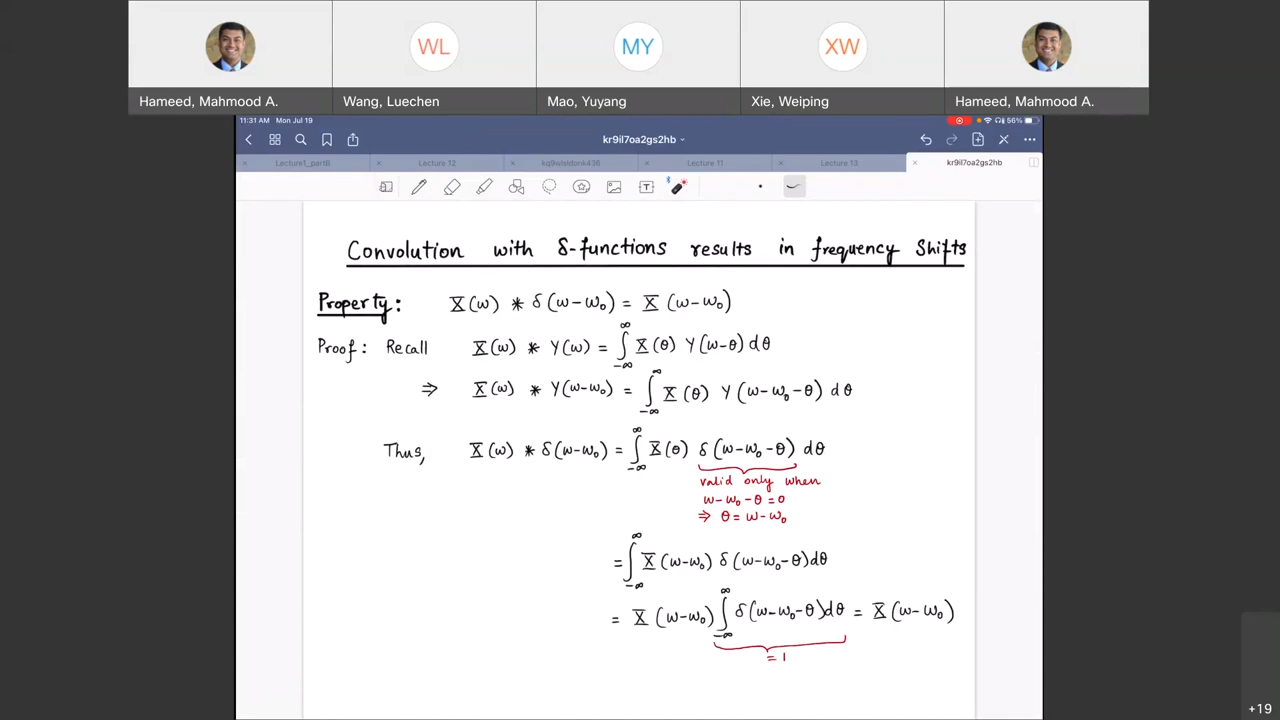 WL
MY
XW
Hameed, Mahmood A.
Wang, Luechen
Mao, Yuyang
Xie, Weiping
Hameed, Mahmood A.
11:31 AM Mon Jul 19
56%
kr9il7oa2gs2hb
Lecture1_part6
Lecture 12
Lecture 11
Lecture 13
kr9il7oa2gs2hb
Convolution with δ-functions results in frequency Shifts
Property: X(ω) * δ(ω-ω₀) = X(ω-ω₀)
Proof: Recall X(ω) * Y(ω) = ∫_{-∞}^{∞} X(θ) Y(ω-θ) dθ
⇒ X(ω) * Y(ω-ω₀) = ∫_{-∞}^{∞} X(θ) Y(ω-ω₀-θ) dθ
Thus, X(ω) * δ(ω-ω₀) = ∫_{-∞}^{∞} X(θ) δ(ω-ω₀-θ) dθ
valid only when
ω-ω₀-θ = 0
⇒ θ = ω-ω₀
= ∫_{-∞}^{∞} X(ω-ω₀) δ(ω-ω₀-θ) dθ
= X(ω-ω₀) ∫_{-∞}^{∞} δ(ω-ω₀-θ) dθ = X(ω-ω₀)
= 1
+19